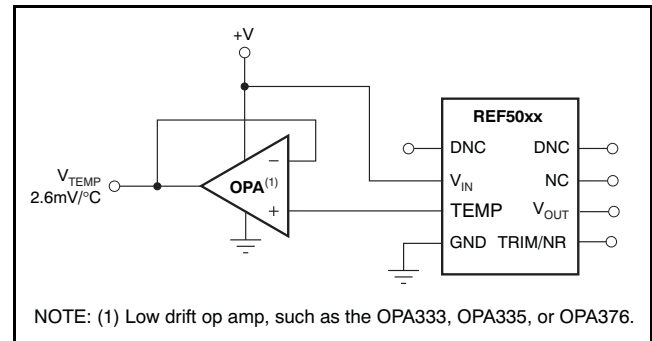 +V
REF50xx
DNC DNC
V_IN NC
TEMP V_OUT
GND TRIM/NR
OPA(1)
−
+
V_TEMP
2.6mV/°C
NOTE: (1) Low drift op amp, such as the OPA333, OPA335, or OPA376.